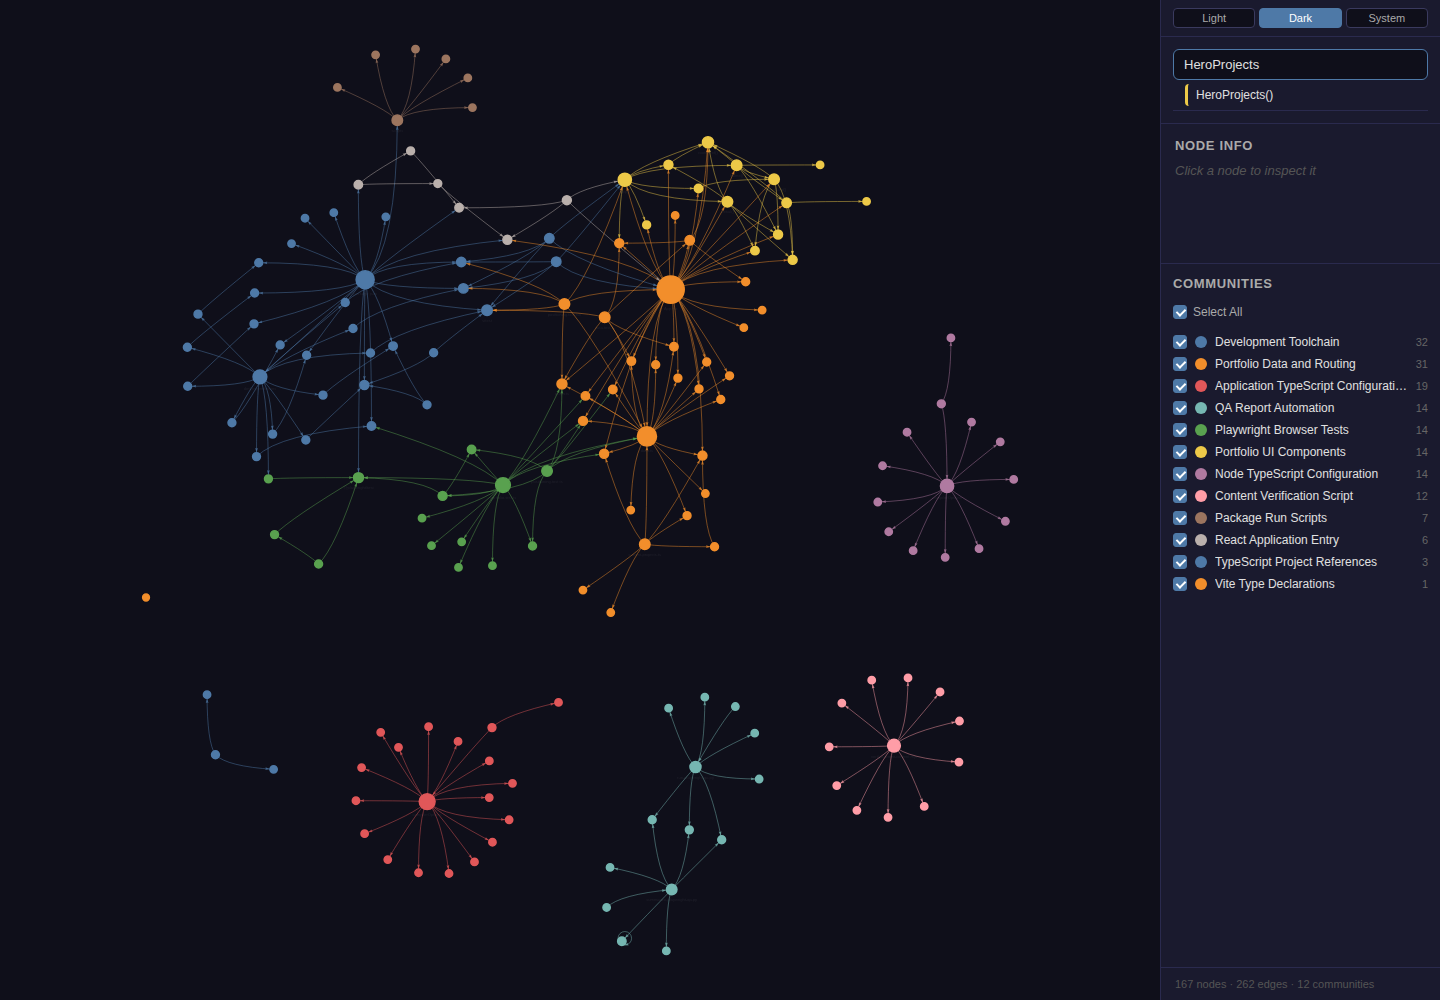 Light
Dark
System
HeroProjects
HeroProjects()
NODE INFO
Click a node to inspect it
COMMUNITIES
Select All
Development Toolchain 32
Portfolio Data and Routing 31
Application TypeScript Configurati... 19
QA Report Automation 14
Playwright Browser Tests 14
Portfolio UI Components 14
Node TypeScript Configuration 14
Content Verification Script 12
Package Run Scripts 7
React Application Entry 6
TypeScript Project References 3
Vite Type Declarations 1
167 nodes · 262 edges · 12 communities